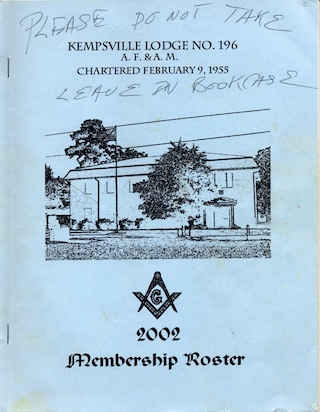 PLEASE DO NOT TAKE
KEMPSVILLE LODGE NO. 196
A. F. & A. M.
CHARTERED FEBRUARY 9, 1955
LEAVE IN BOOKCASE
G
2002
Membership Roster